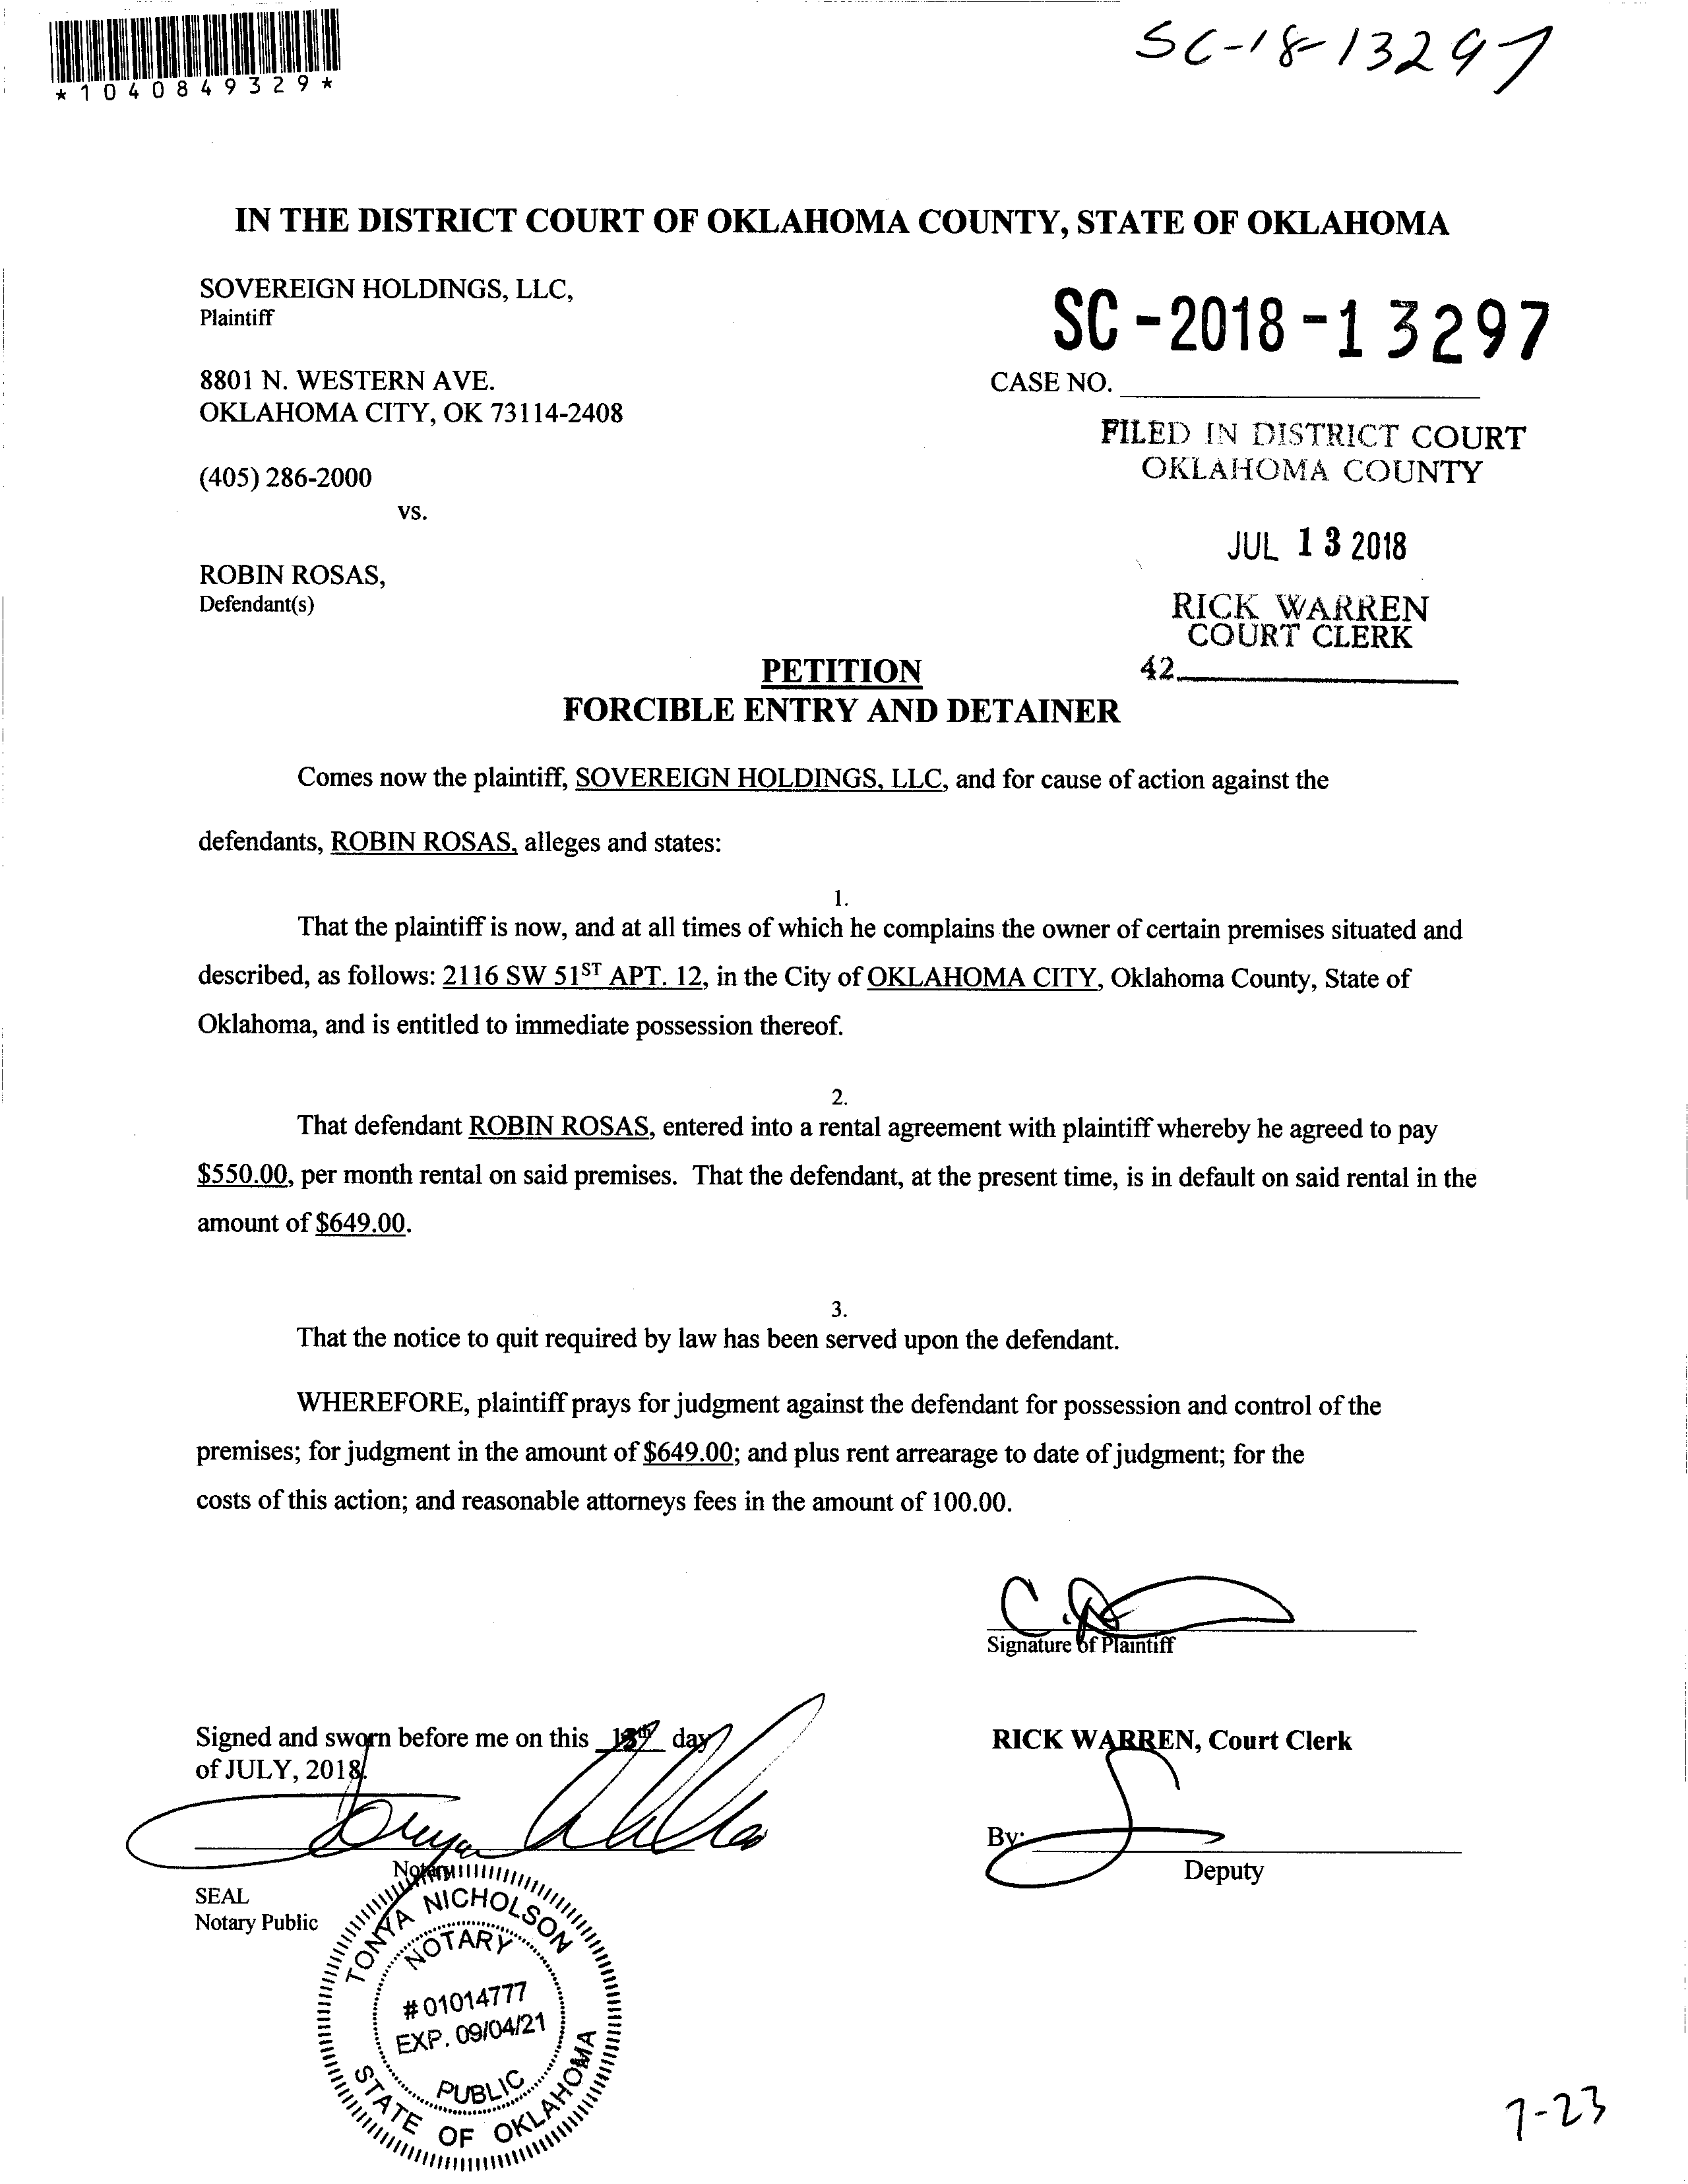 *1040849329*
SC-18-13297
IN THE DISTRICT COURT OF OKLAHOMA COUNTY, STATE OF OKLAHOMA
SOVEREIGN HOLDINGS, LLC,
Plaintiff
SC-2018-13297
8801 N. WESTERN AVE.
CASE NO.
OKLAHOMA CITY, OK 73114-2408
FILED IN DISTRICT COURT
OKLAHOMA COUNTY
(405) 286-2000
vs.
JUL 13 2018
ROBIN ROSAS,
Defendant(s)
RICK WARREN
COURT CLERK
42
PETITION
FORCIBLE ENTRY AND DETAINER
Comes now the plaintiff, SOVEREIGN HOLDINGS, LLC, and for cause of action against the
defendants, ROBIN ROSAS, alleges and states:
1.
That the plaintiff is now, and at all times of which he complains the owner of certain premises situated and
described, as follows: 2116 SW 51ST APT. 12, in the City of OKLAHOMA CITY, Oklahoma County, State of
Oklahoma, and is entitled to immediate possession thereof.
2.
That defendant ROBIN ROSAS, entered into a rental agreement with plaintiff whereby he agreed to pay
$550.00, per month rental on said premises. That the defendant, at the present time, is in default on said rental in the
amount of $649.00.
3.
That the notice to quit required by law has been served upon the defendant.
WHEREFORE, plaintiff prays for judgment against the defendant for possession and control of the
premises; for judgment in the amount of $649.00; and plus rent arrearage to date of judgment; for the
costs of this action; and reasonable attorneys fees in the amount of 100.00.
Signature of Plaintiff
Signed and sworn before me on this 13th day
of JULY, 2018.
RICK WARREN, Court Clerk
By:
Deputy
Notary
SEAL
Notary Public
TONYA NICHOLSON
NOTARY
#01014777
EXP. 09/04/21
PUBLIC
STATE OF OKLAHOMA
7-23